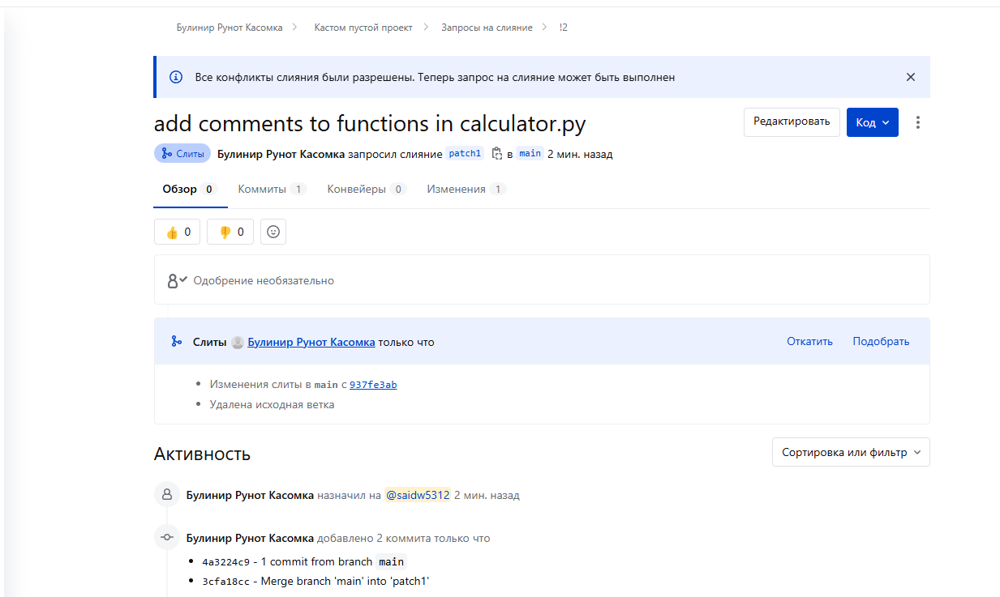 Булинир Рунот Касомка > Кастом пустой проект > Запросы на слияние > !2
Все конфликты слияния были разрешены. Теперь запрос на слияние может быть выполнен
add comments to functions in calculator.py
Редактировать
Код
Слиты Булинир Рунот Касомка запросил слияние patch1 в main 2 мин. назад
Обзор 0 Коммиты 1 Конвейеры 0 Изменения 1
👍 0 👎 0
Одобрение необязательно
Слиты Булинир Рунот Касомка только что Откатить Подобрать
• Изменения слиты в main с 937fe3ab
• Удалена исходная ветка
Активность Сортировка или фильтр
Булинир Рунот Касомка назначил на @saidw5312 2 мин. назад
Булинир Рунот Касомка добавлено 2 коммита только что
• 4a3224c9 - 1 commit from branch main
• 3cfa18cc - Merge branch 'main' into 'patch1'